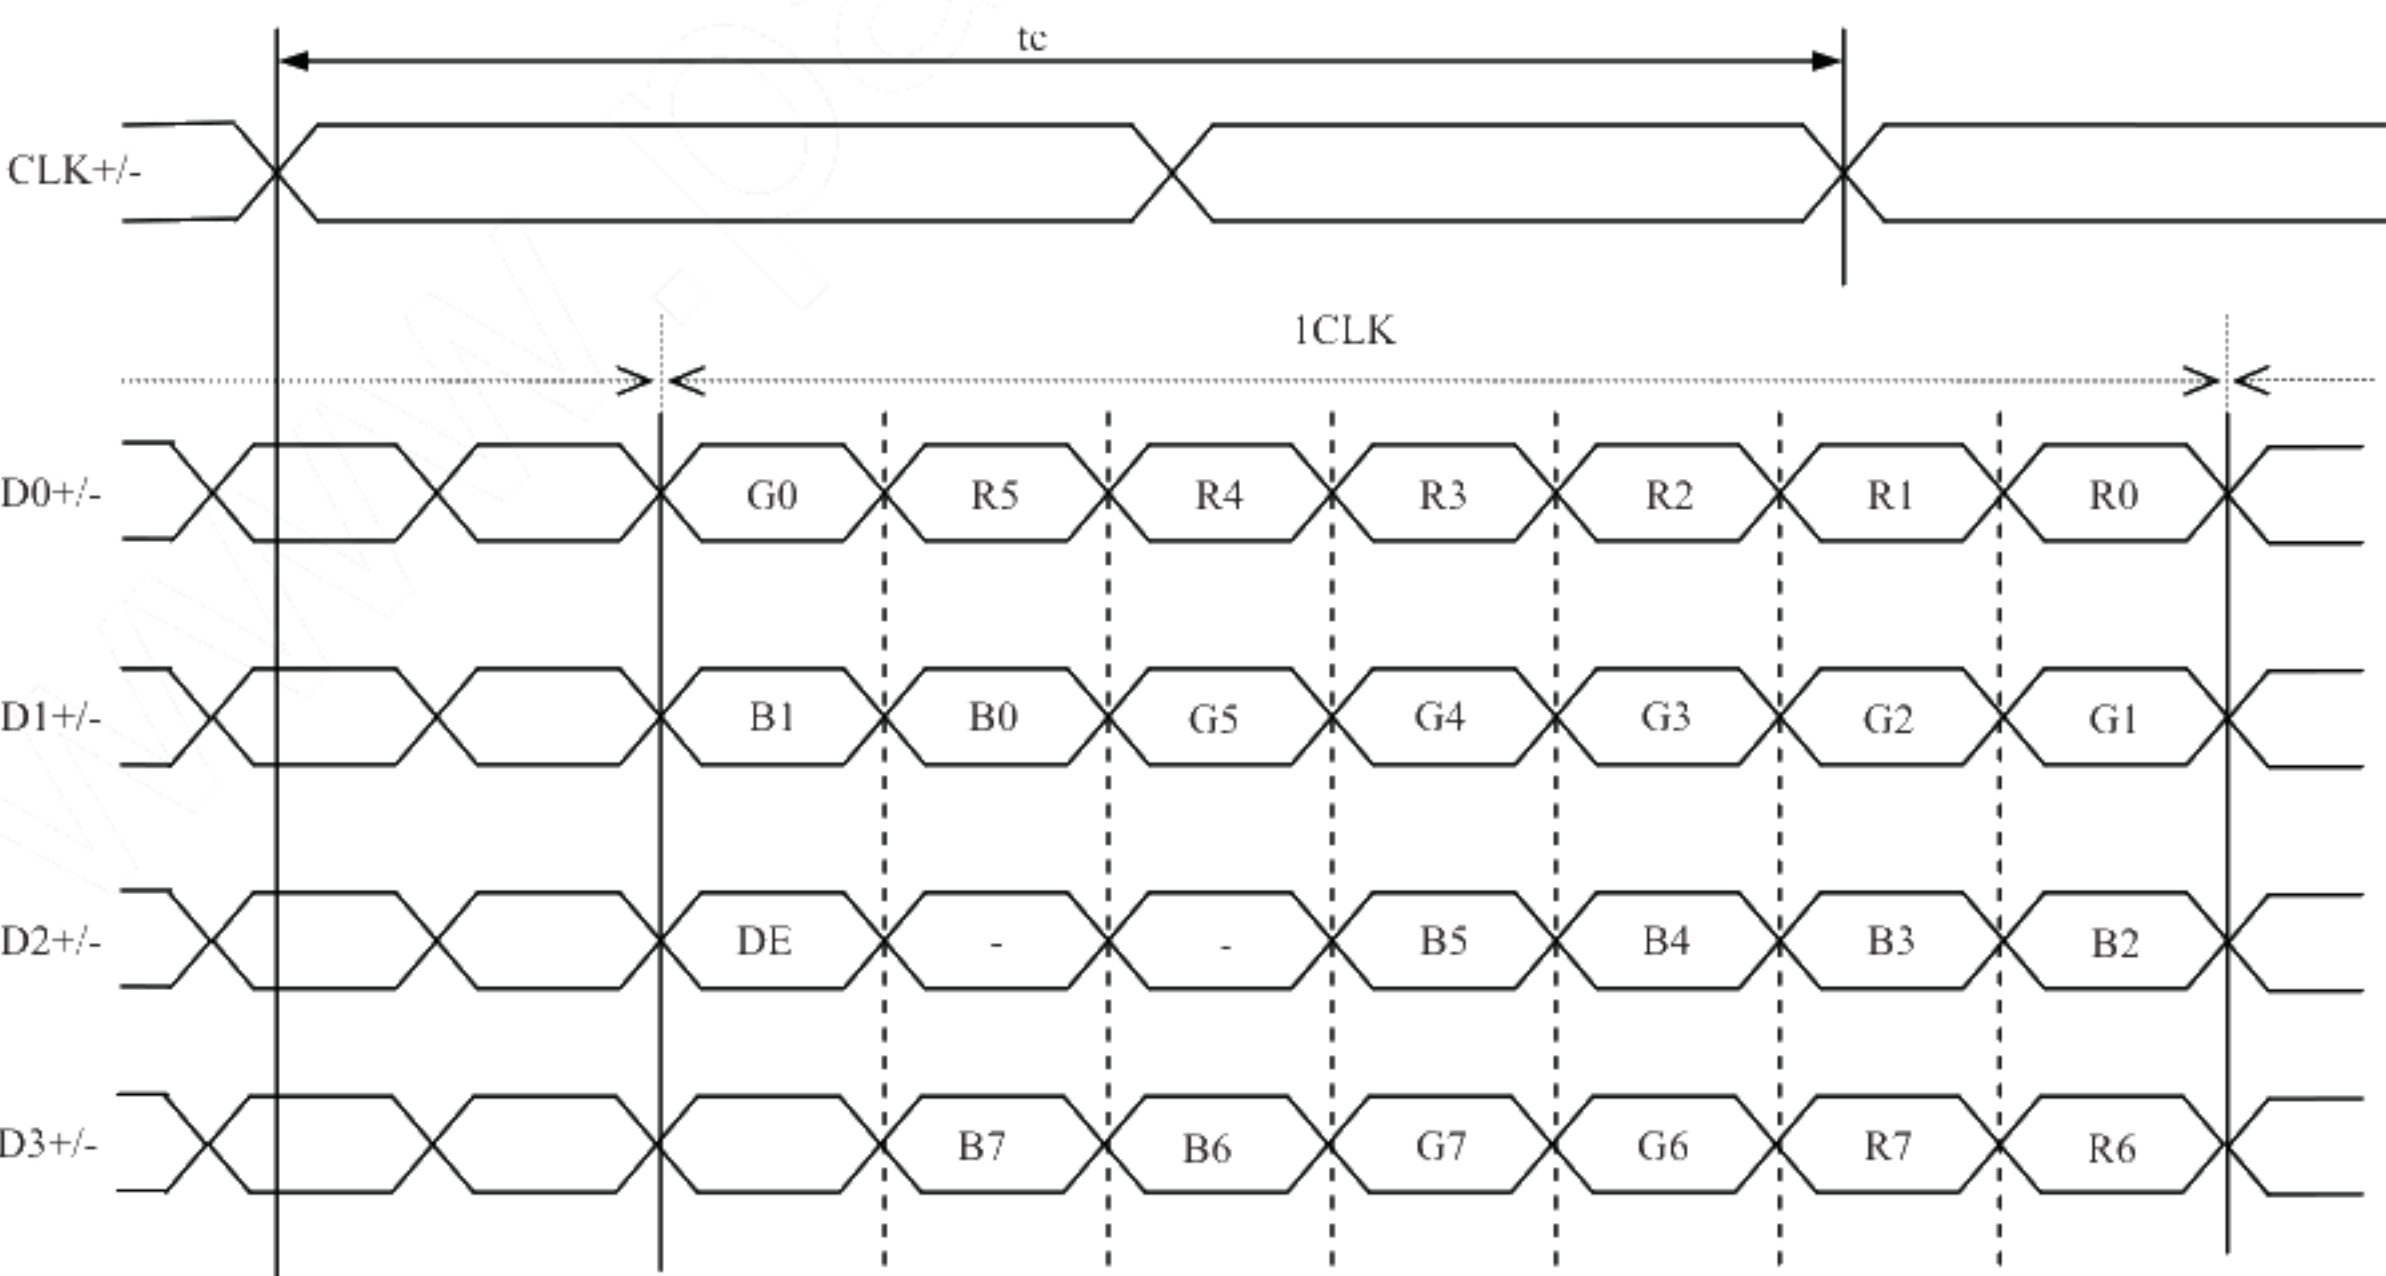 tc
CLK+/-
1CLK
D0+/- G0 R5 R4 R3 R2 R1 R0
D1+/- B1 B0 G5 G4 G3 G2 G1
D2+/- DE - - B5 B4 B3 B2
D3+/- B7 B6 G7 G6 R7 R6